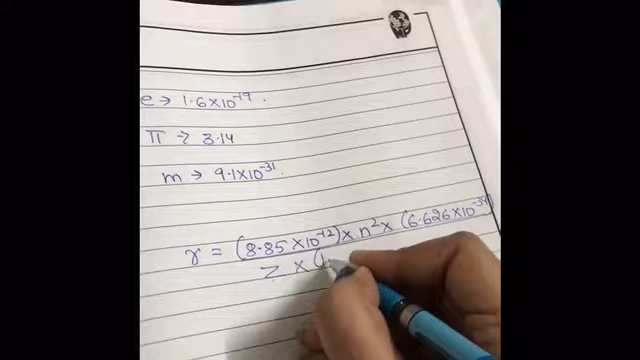 e → 1.6×10⁻¹⁹.
π → 3.14
m → 9.1×10⁻³¹.
r = (8.85×10⁻¹²)× n²× (6.626×10⁻³⁴)
Z × (1